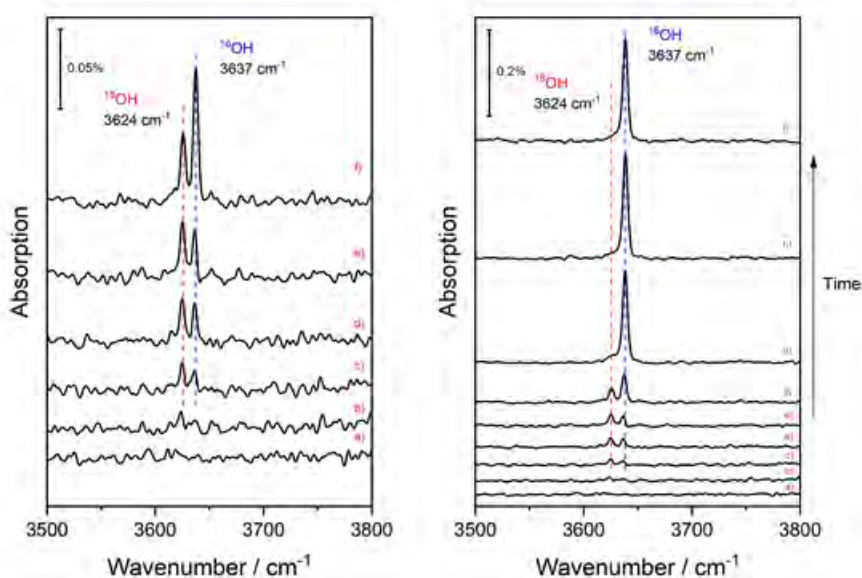 ¹⁶OH
3637 cm⁻¹
0.05%
¹⁸OH
3624 cm⁻¹
f)
e)
d)
c)
b)
a)
Absorption
3500 3600 3700 3800
Wavenumber / cm⁻¹
¹⁶OH
3637 cm⁻¹
0.2%
¹⁸OH
3624 cm⁻¹
c)
b)
a)
Time
Absorption
3500 3600 3700 3800
Wavenumber / cm⁻¹